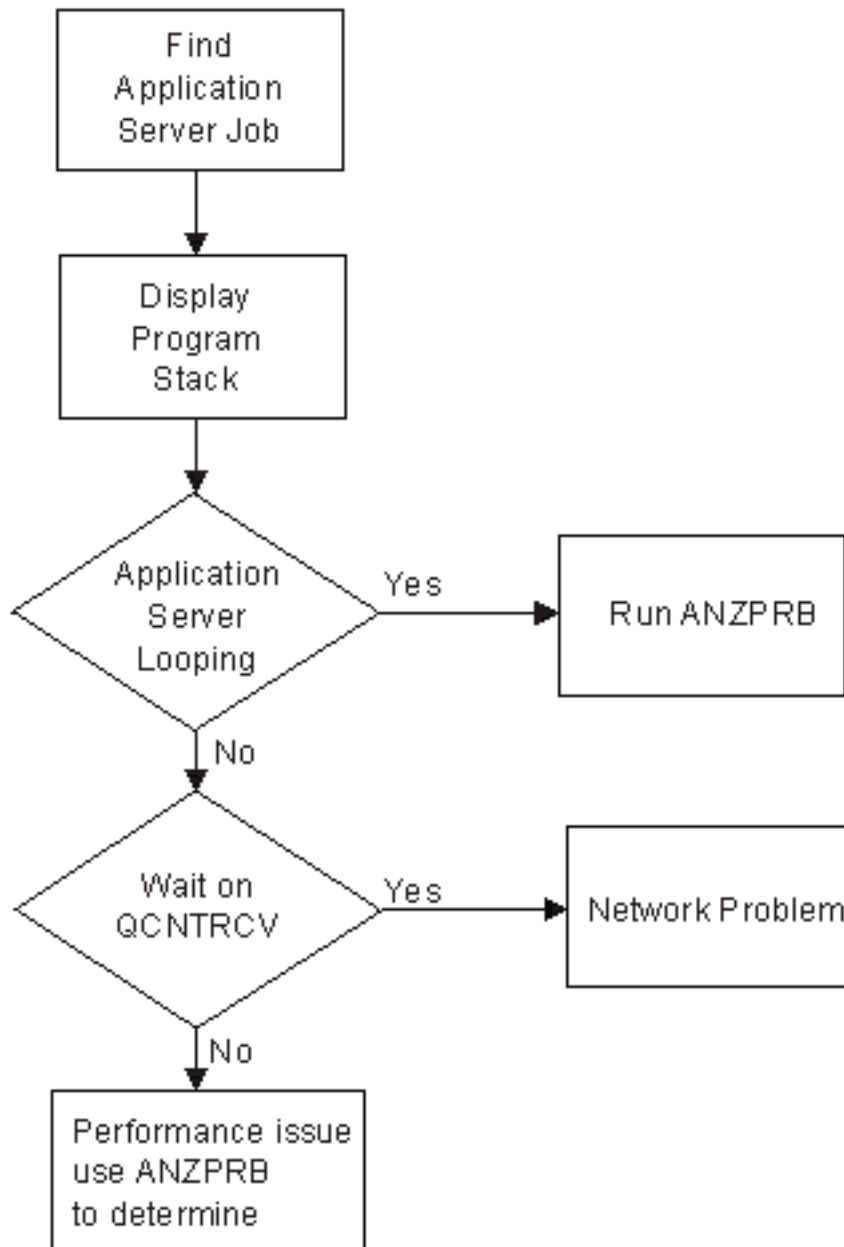 Find
Application
Server Job
Display
Program
Stack
Application
Server
Looping
Yes
Run ANZPRB
No
Wait on
QCNTRCV
Yes
Network Problem
No
Performance issue
use ANZPRB
to determine